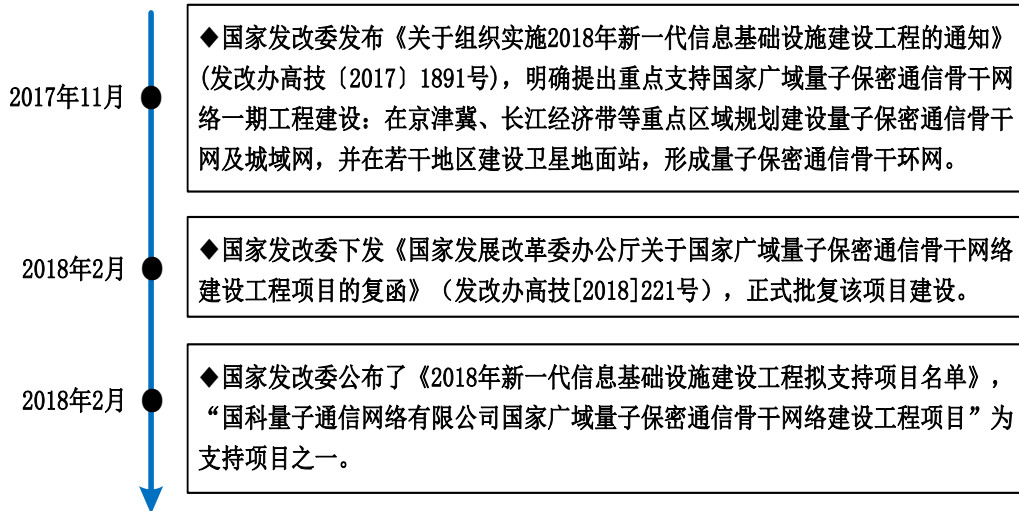 2017年11月
◆国家发改委发布《关于组织实施2018年新一代信息基础设施建设工程的通知》
(发改办高技〔2017〕1891号)，明确提出重点支持国家广域量子保密通信骨干网
络一期工程建设：在京津冀、长江经济带等重点区域规划建设量子保密通信骨干
网及城域网，并在若干地区建设卫星地面站，形成量子保密通信骨干环网。
2018年2月
◆国家发改委下发《国家发展改革委办公厅关于国家广域量子保密通信骨干网络
建设工程项目的复函》（发改办高技[2018]221号），正式批复该项目建设。
2018年2月
◆国家发改委公布了《2018年新一代信息基础设施建设工程拟支持项目名单》，
“国科量子通信网络有限公司国家广域量子保密通信骨干网络建设工程项目”为
支持项目之一。